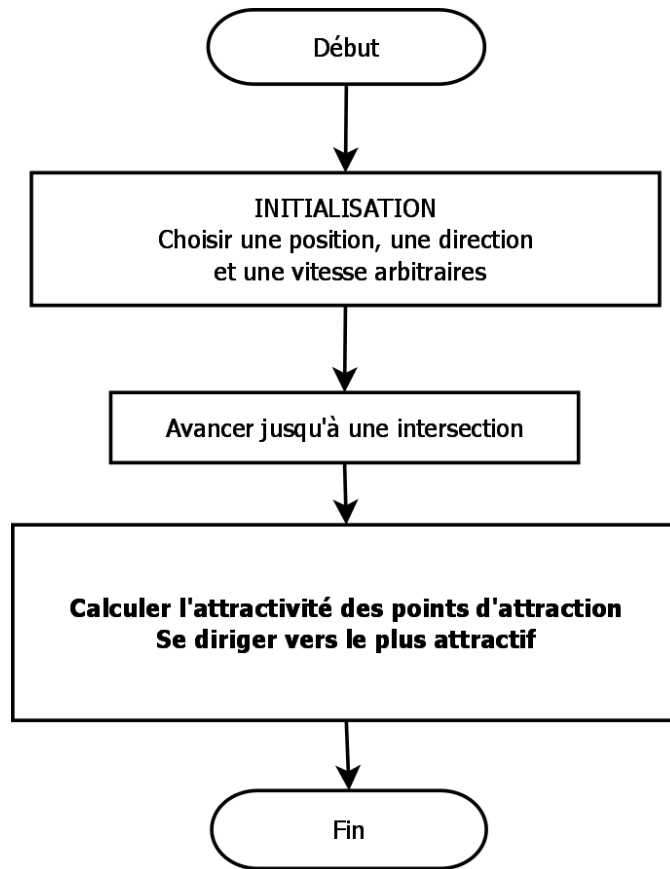 Début
INITIALISATION
Choisir une position, une direction
et une vitesse arbitraires
Avancer jusqu'à une intersection
Calculer l'attractivité des points d'attraction
Se diriger vers le plus attractif
Fin